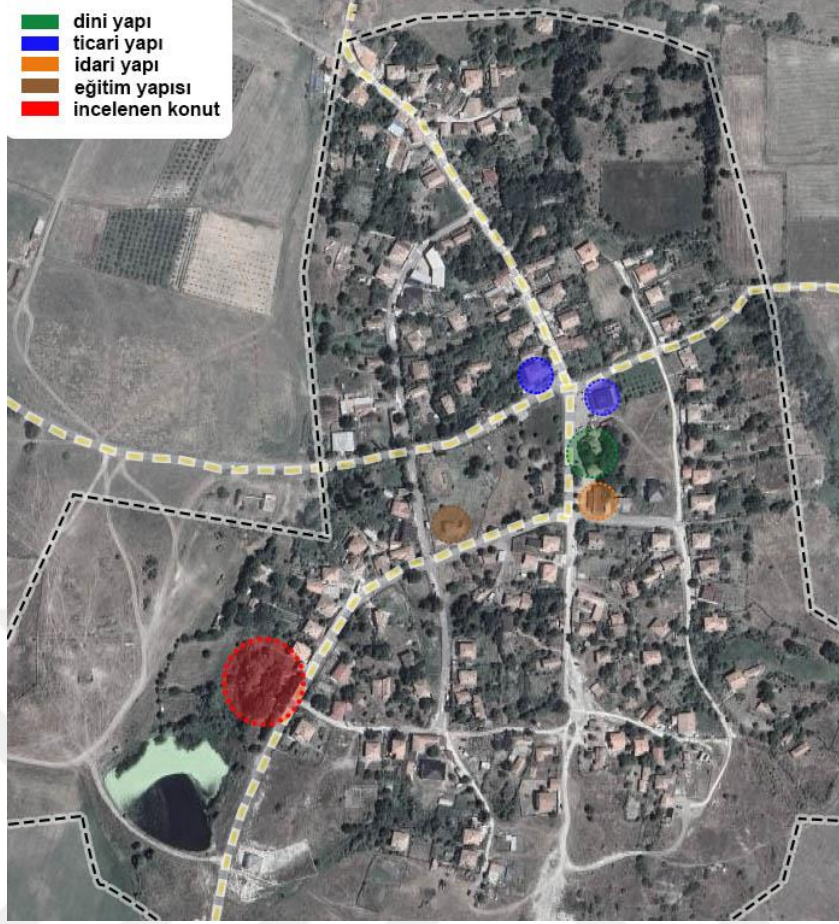 dini yapı
ticari yapı
idari yapı
eğitim yapısı
incelenen konut